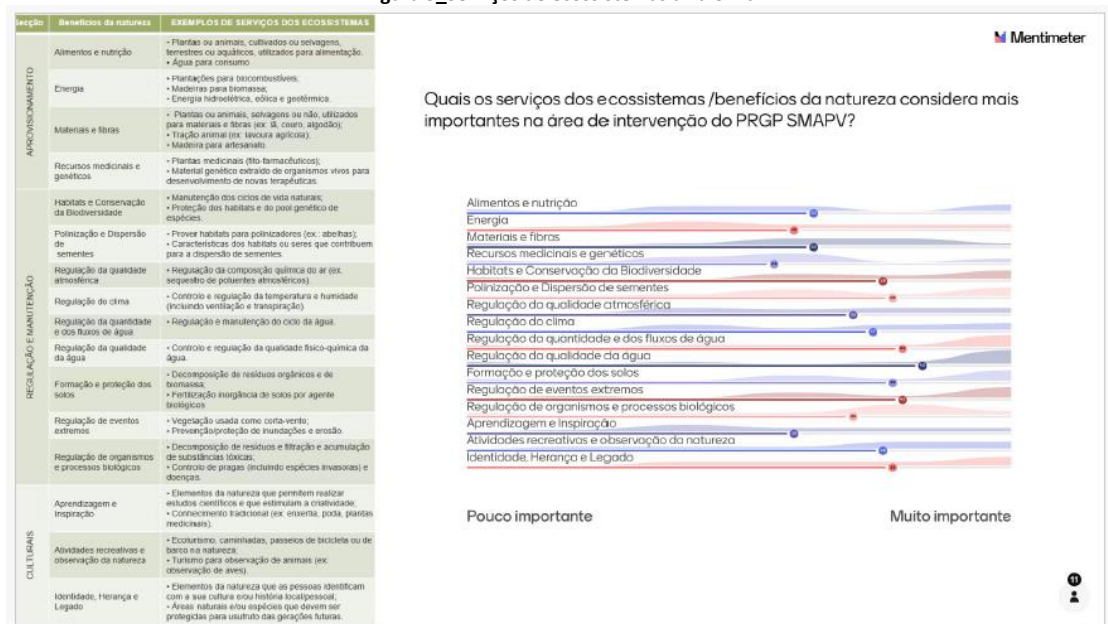 Secção Benefícios da natureza EXEMPLOS DE SERVIÇOS DOS ECOSSISTEMAS
APROVISIONAMENTO
Alimentos e nutrição
• Plantas ou animais, cultivados ou selvagens,
terrestres ou aquáticos, utilizados para alimentação.
• Água para consumo
Energia
• Plantações para biocombustíveis;
• Madeiras para biomassa;
• Energia hidroelétrica, eólica e geotérmica.
Materiais e fibras
• Plantas ou animais, selvagens ou não, utilizados
para materiais e fibras (ex: lã, couro, algodão);
• Tração animal (ex: lavoura agrícola);
• Madeira para artesanato.
Recursos medicinais e
genéticos
• Plantas medicinais (fito-farmacêuticos);
• Material genético extraído de organismos vivos para
desenvolvimento de novas terapêuticas.
REGULAÇÃO E MANUTENÇÃO
Habitats e Conservação
da Biodiversidade
• Manutenção dos ciclos de vida naturais;
• Proteção dos habitats e do pool genético de
espécies.
Polinização e Dispersão
de
sementes
• Prover habitats para polinizadores (ex.: abelhas);
• Características dos habitats ou seres que contribuem
para a dispersão de sementes.
Regulação da qualidade
atmosférica
• Regulação da composição química do ar (ex.
sequestro de poluentes atmosféricos).
Regulação do clima
• Controlo e regulação da temperatura e humidade
(incluindo ventilação e transpiração).
Regulação da quantidade
e dos fluxos de água
• Regulação e manutenção do ciclo da água.
Regulação da qualidade
da água
• Controlo e regulação da qualidade físico-química da
água.
Formação e proteção dos
solos
• Decomposição de resíduos orgânicos e de
biomassa;
• Fertilização inorgância de solos por agente
biológicos
Regulação de eventos
extremos
• Vegetação usada como corta-vento;
• Prevenção/proteção de inundações e erosão.
Regulação de organismos
e processos biológicos
• Decomposição de resíduos e filtração e acumulação
de substâncias tóxicas;
• Controlo de pragas (incluindo espécies invasoras) e
doenças.
CULTURAIS
Aprendizagem e
Inspiração
• Elementos da natureza que permitem realizar
estudos científicos e que estimulam a criatividade;
• Conhecimento tradicional (ex: enxertia, poda, plantas
medicinais).
Atividades recreativas e
observação da natureza
• Ecoturismo, caminhadas, passeios de bicicleta ou de
barco na natureza;
• Turismo para observação de animais (ex:
observação de aves).
Identidade, Herança e
Legado
• Elementos da natureza que as pessoas identificam
com a sua cultura e/ou história local/pessoal;
• Áreas naturais e/ou espécies que devem ser
protegidas para usufruto das gerações futuras.
Mentimeter
Quais os serviços dos ecossistemas /benefícios da natureza considera mais
importantes na área de intervenção do PRGP SMAPV?
Alimentos e nutrição
Energia
Materiais e fibras
Recursos medicinais e genéticos
Habitats e Conservação da Biodiversidade
Polinização e Dispersão de sementes
Regulação da qualidade atmosférica
Regulação do clima
Regulação da quantidade e dos fluxos de água
Regulação da qualidade da água
Formação e proteção dos solos
Regulação de eventos extremos
Regulação de organismos e processos biológicos
Aprendizagem e Inspiração
Atividades recreativas e observação da natureza
Identidade, Herança e Legado
Pouco importante Muito importante
11